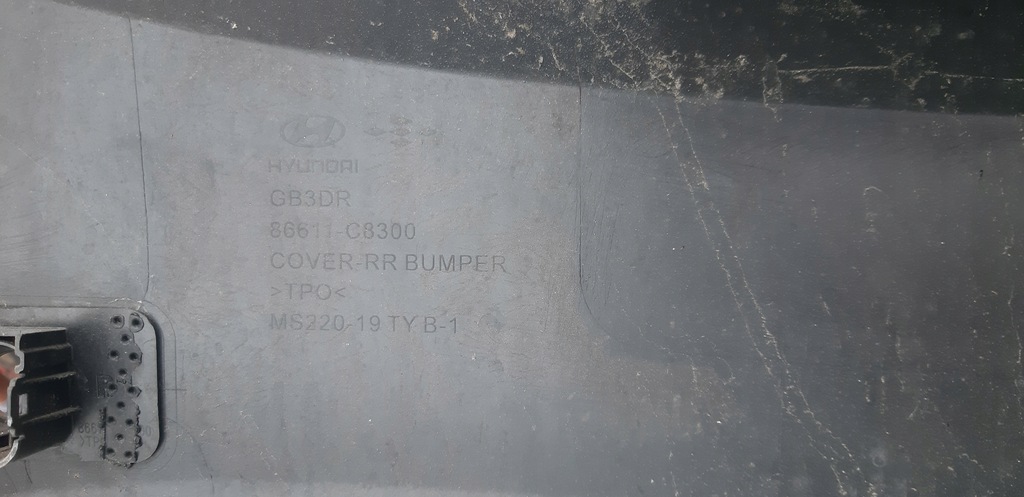 HYUNDAI
GB3DR
86611-C8300
COVER-RR BUMPER
>TPO<
MS220-19 TY B-1